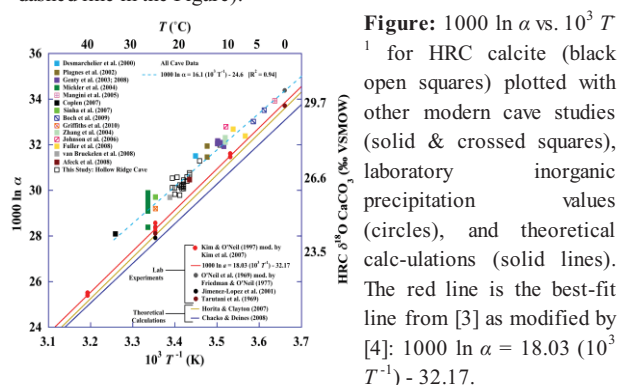 dashed line in the Figure).
T (°C)
40 30 20 10 5 0
All Cave Data
1000 ln α = 16.1 (10³ T⁻¹) - 24.6 [R² = 0.94]
Desmarchelier et al. (2000)
Plagnes et al. (2002)
Genty et al. (2003; 2008)
Mickler et al. (2004)
Mangini et al. (2005)
Coplen (2007)
Sinha et al. (2007)
Boch et al. (2009)
Griffiths et al. (2010)
Zhang et al. (2004)
Johnson et al. (2006)
Fuller et al. (2008)
van Bruekelen et al. (2008)
Affeck et al. (2008)
This Study: Hollow Ridge Cave
1000 ln α
36
34
32
30
28
26
24
29.7
26.6
23.5
HRC δ¹⁸O CaCO₃ (‰ VSMOW)
Lab
Experiments
Kim & O'Neil (1997) mod. by
Kim et al. (2007)
1000 ln α = 18.03 (10³ T⁻¹) - 32.17
O'Neil et al. (1969) mod by
Friedman & O'Neil (1977)
Jimenez-Lopez et al. (2001)
Tarutani et al. (1969)
Theoretical
Calculations
Horita & Clayton (2007)
Chacko & Deines (2008)
3.1 3.2 3.3 3.4 3.5 3.6 3.7
10³ T⁻¹ (K)
Figure: 1000 ln α vs. 10³ T⁻
¹ for HRC calcite (black
open squares) plotted with
other modern cave studies
(solid & crossed squares),
laboratory inorganic
precipitation values
(circles), and theoretical
calc-ulations (solid lines).
The red line is the best-fit
line from [3] as modified by
[4]: 1000 ln α = 18.03 (10³
T⁻¹) - 32.17.